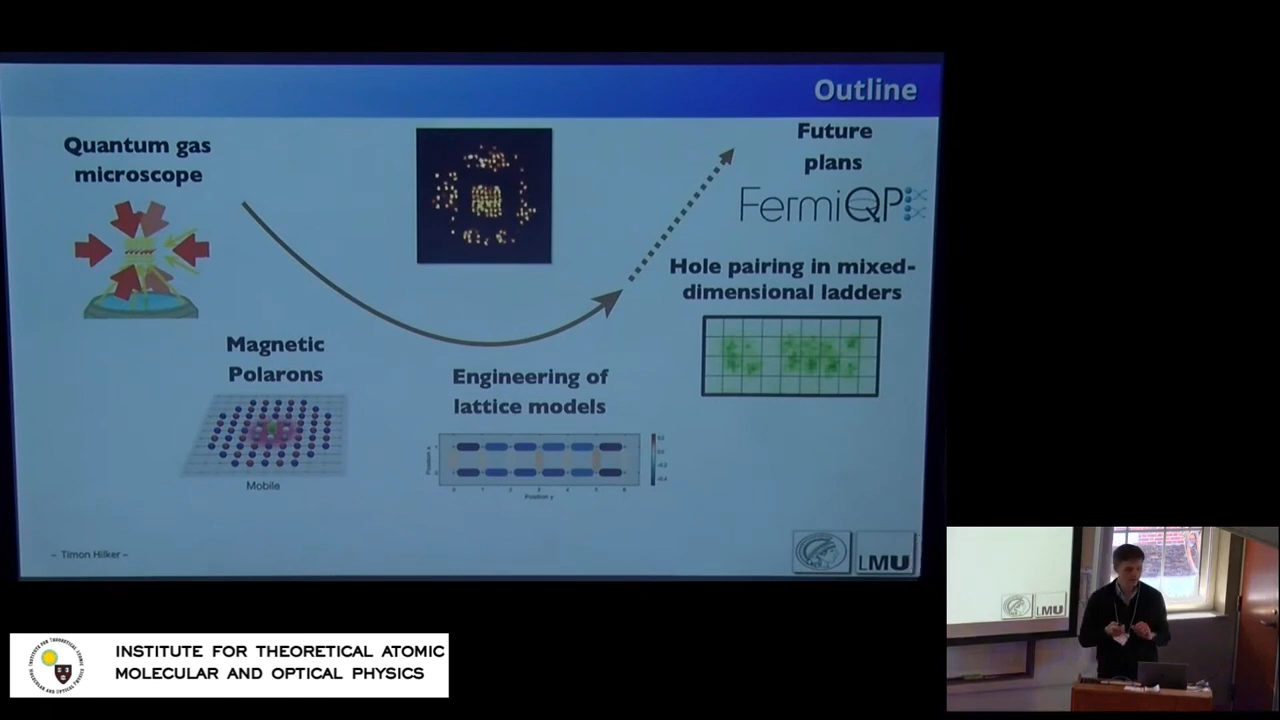 Outline
Quantum gas
microscope
Future
plans
FermiQP
Hole pairing in mixed-
dimensional ladders
Magnetic
Polarons
Mobile
Engineering of
lattice models
Position y
– Timon Hilker –
LMU
LMU
INSTITUTE FOR THEORETICAL ATOMIC
MOLECULAR AND OPTICAL PHYSICS